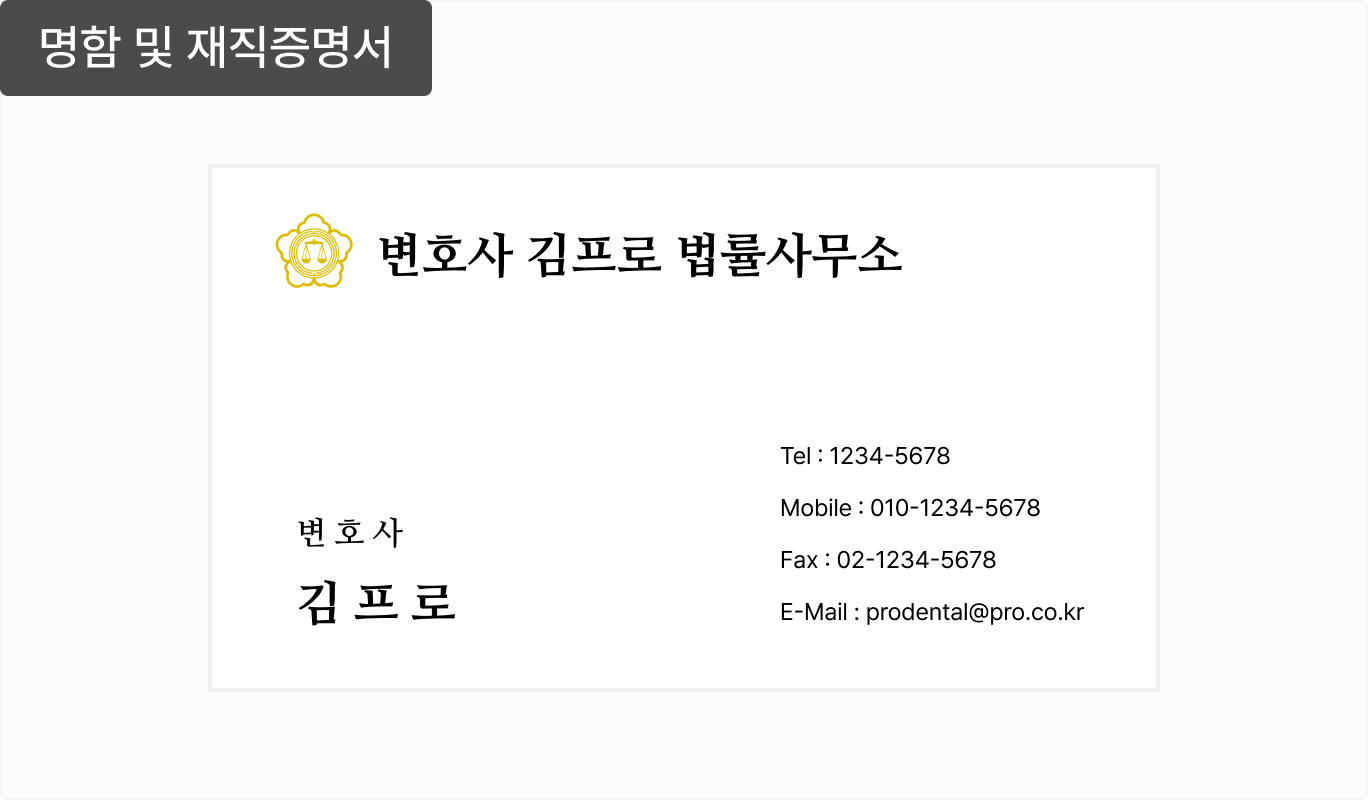 명함 및 재직증명서
변호사 김프로 법률사무소
Tel : 1234-5678
Mobile : 010-1234-5678
변호사
Fax : 02-1234-5678
김프로
E-Mail : prodental@pro.co.kr